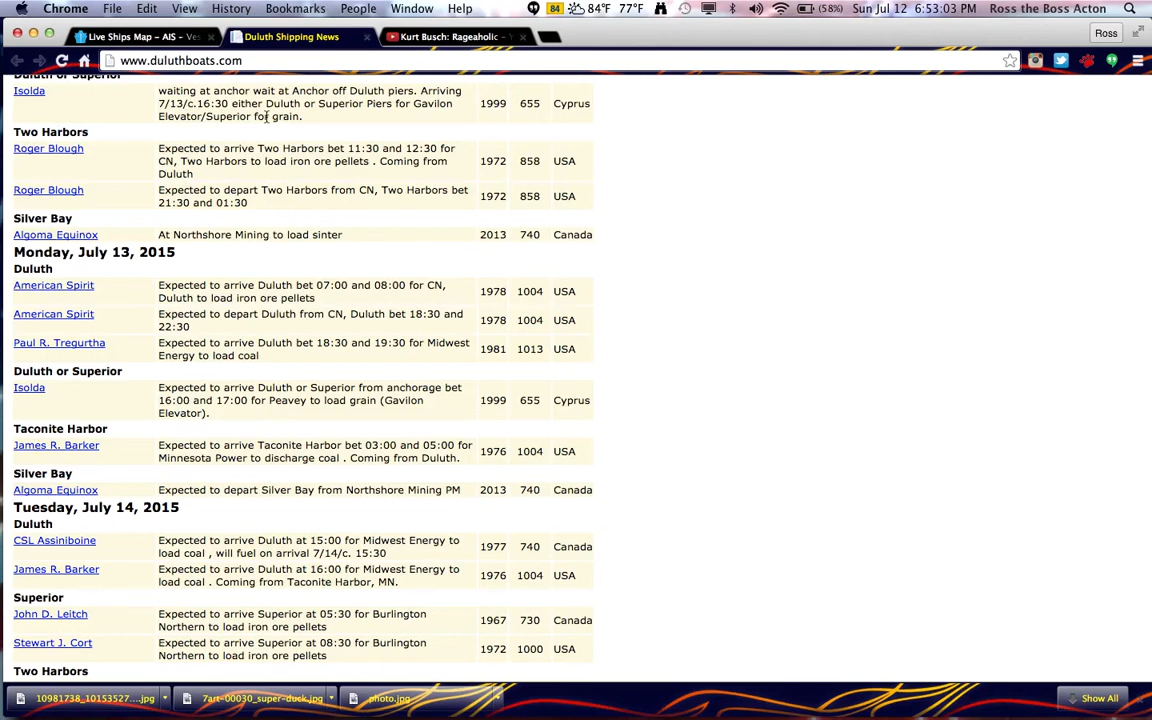 Chrome File Edit View History Bookmarks People Window Help 84 84°F 77°F (58%) Sun Jul 12 6:53:03 PM Ross the Boss Acton
Live Ships Map - AIS - Ves Duluth Shipping News Kurt Busch: Rageaholic - Y Ross
www.duluthboats.com
Duluth or Superior
Isolda waiting at anchor wait at Anchor off Duluth piers. Arriving
7/13/c.16:30 either Duluth or Superior Piers for Gavilon 1999 655 Cyprus
Elevator/Superior for grain.
Two Harbors
Roger Blough Expected to arrive Two Harbors bet 11:30 and 12:30 for
CN, Two Harbors to load iron ore pellets . Coming from 1972 858 USA
Duluth
Roger Blough Expected to depart Two Harbors from CN, Two Harbors bet 1972 858 USA
21:30 and 01:30
Silver Bay
Algoma Equinox At Northshore Mining to load sinter 2013 740 Canada
Monday, July 13, 2015
Duluth
American Spirit Expected to arrive Duluth bet 07:00 and 08:00 for CN, 1978 1004 USA
Duluth to load iron ore pellets
American Spirit Expected to depart Duluth from CN, Duluth bet 18:30 and 1978 1004 USA
22:30
Paul R. Tregurtha Expected to arrive Duluth bet 18:30 and 19:30 for Midwest 1981 1013 USA
Energy to load coal
Duluth or Superior
Isolda Expected to arrive Duluth or Superior from anchorage bet
16:00 and 17:00 for Peavey to load grain (Gavilon 1999 655 Cyprus
Elevator).
Taconite Harbor
James R. Barker Expected to arrive Taconite Harbor bet 03:00 and 05:00 for 1976 1004 USA
Minnesota Power to discharge coal . Coming from Duluth.
Silver Bay
Algoma Equinox Expected to depart Silver Bay from Northshore Mining PM 2013 740 Canada
Tuesday, July 14, 2015
Duluth
CSL Assiniboine Expected to arrive Duluth at 15:00 for Midwest Energy to 1977 740 Canada
load coal , will fuel on arrival 7/14/c. 15:30
James R. Barker Expected to arrive Duluth at 16:00 for Midwest Energy to 1976 1004 USA
load coal . Coming from Taconite Harbor, MN.
Superior
John D. Leitch Expected to arrive Superior at 05:30 for Burlington 1967 730 Canada
Northern to load iron ore pellets
Stewart J. Cort Expected to arrive Superior at 08:30 for Burlington 1972 1000 USA
Northern to load iron ore pellets
Two Harbors
10981738_10153527....jpg 7art-00030_super-duck.jpg photo.jpg Show All